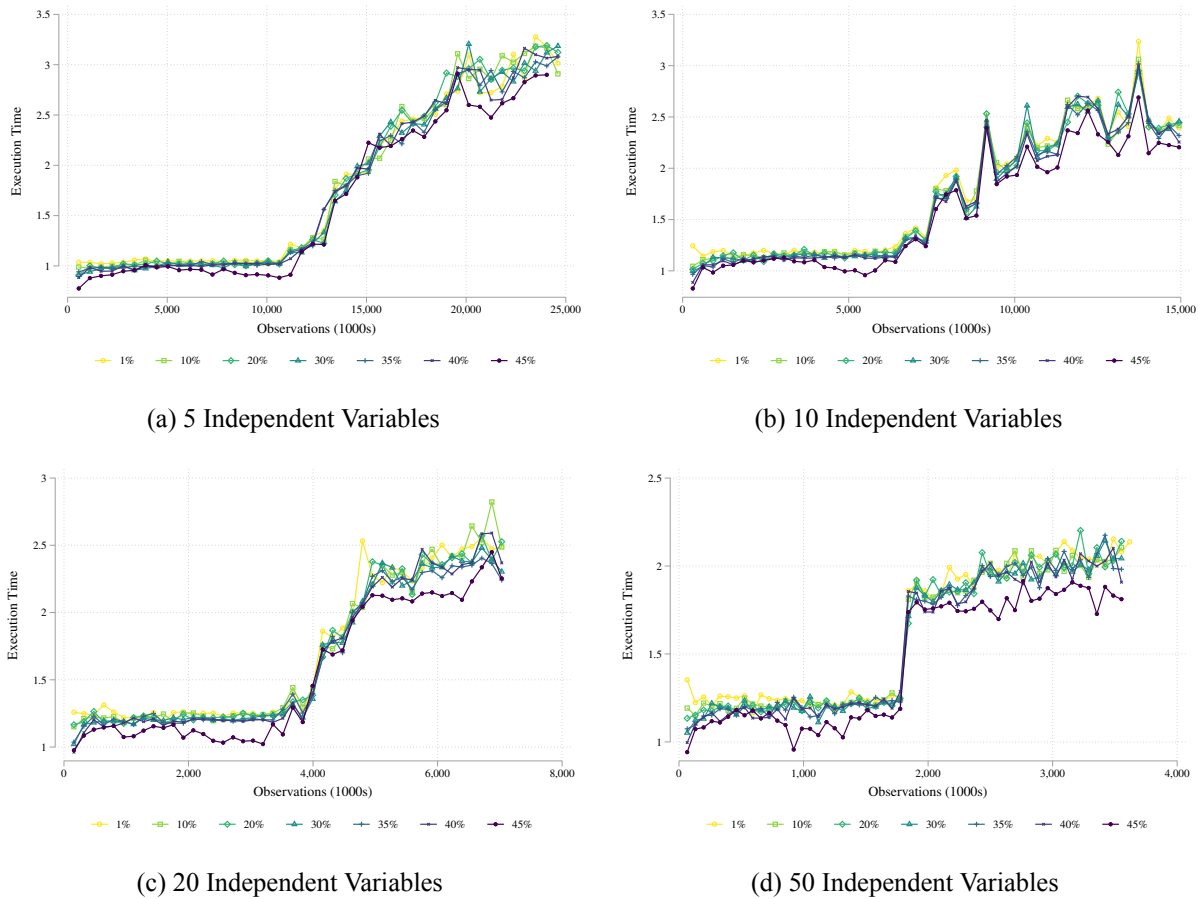 3.5
3
2.5
2
1.5
1
Execution Time
0
5,000
10,000
15,000
20,000
25,000
Observations (1000s)
1% 10% 20% 30% 35% 40% 45%
(a) 5 Independent Variables
3.5
3
2.5
2
1.5
1
Execution Time
0
5,000
10,000
15,000
Observations (1000s)
1% 10% 20% 30% 35% 40% 45%
(b) 10 Independent Variables
3
2.5
2
1.5
1
Execution Time
0
2,000
4,000
6,000
8,000
Observations (1000s)
1% 10% 20% 30% 35% 40% 45%
(c) 20 Independent Variables
2.5
2
1.5
1
Execution Time
0
1,000
2,000
3,000
4,000
Observations (1000s)
1% 10% 20% 30% 35% 40% 45%
(d) 50 Independent Variables